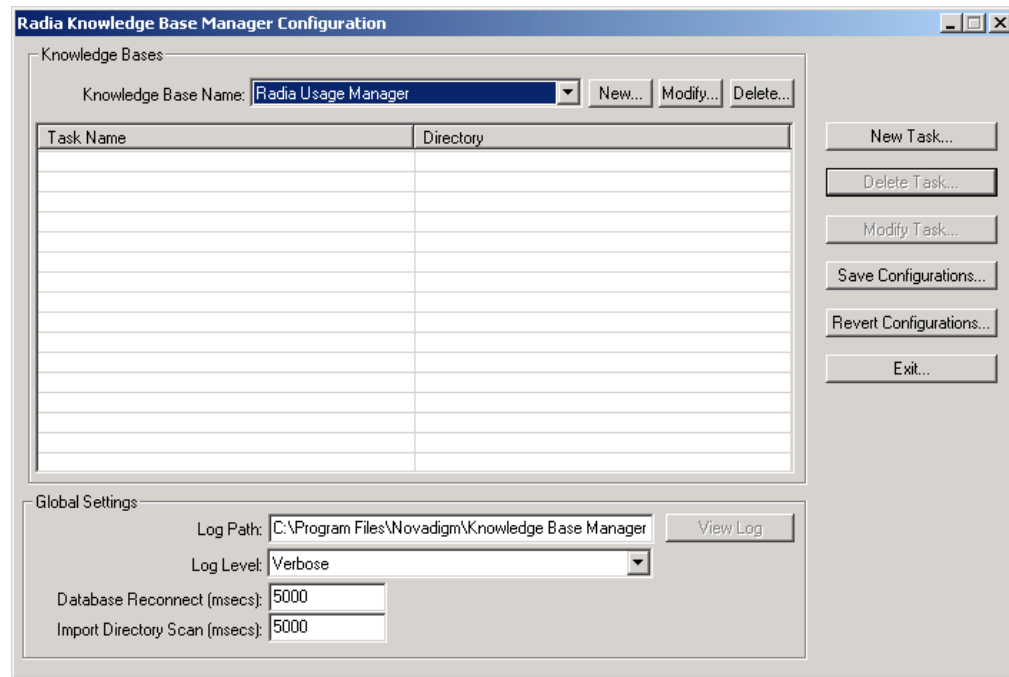 Radia Knowledge Base Manager Configuration
Knowledge Bases
Knowledge Base Name: Radia Usage Manager New... Modify... Delete...
Task Name Directory
New Task...
Delete Task...
Modify Task...
Save Configurations...
Revert Configurations...
Exit...
Global Settings
Log Path: C:\Program Files\Novadigm\Knowledge Base Manager View Log
Log Level: Verbose
Database Reconnect (msecs): 5000
Import Directory Scan (msecs): 5000